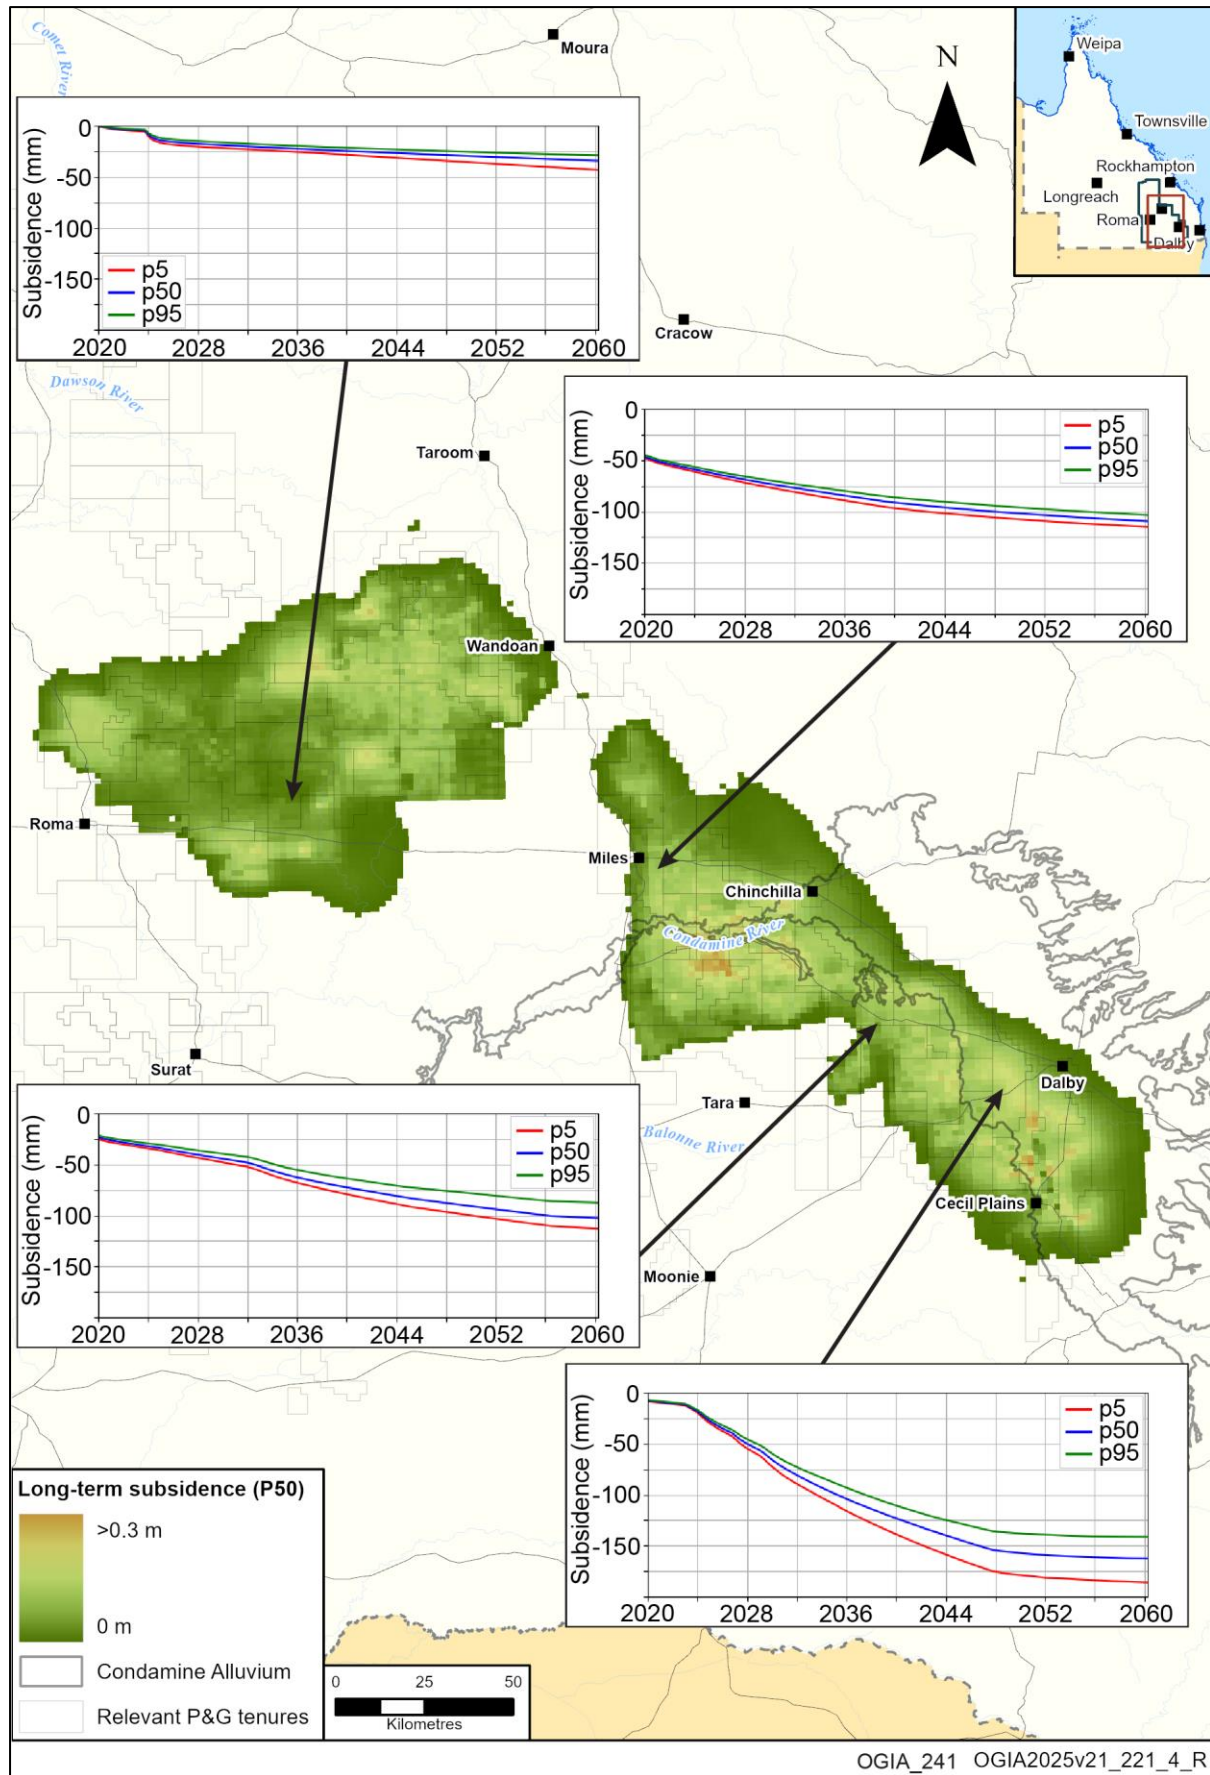 Comet River
Moura
N
Weipa
Townsville
Rockhampton
Longreach
Roma
Dalby
Subsidence (mm)
0
-50
-100
-150
p5
p50
p95
2020 2028 2036 2044 2052 2060
Cracow
Dawson River
Taroom
Subsidence (mm)
0
-50
-100
-150
p5
p50
p95
2020 2028 2036 2044 2052 2060
Wandoan
Roma
Miles
Chinchilla
Condamine River
Surat
Dalby
Tara
Balonne River
Cecil Plains
Moonie
Subsidence (mm)
0
-50
-100
-150
p5
p50
p95
2020 2028 2036 2044 2052 2060
Subsidence (mm)
0
-50
-100
-150
p5
p50
p95
2020 2028 2036 2044 2052 2060
Long-term subsidence (P50)
>0.3 m
0 m
Condamine Alluvium
Relevant P&G tenures
0 25 50
Kilometres
OGIA_241 OGIA2025v21_221_4_R